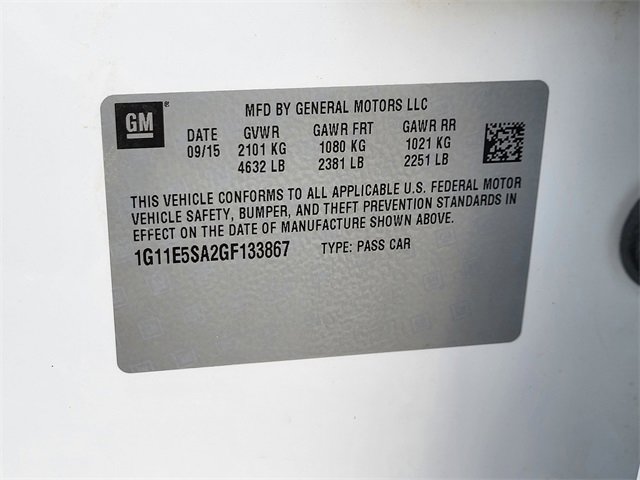 GM®
MFD BY GENERAL MOTORS LLC
DATE GVWR GAWR FRT GAWR RR
09/15 2101 KG 1080 KG 1021 KG
4632 LB 2381 LB 2251 LB
THIS VEHICLE CONFORMS TO ALL APPLICABLE U.S. FEDERAL MOTOR
VEHICLE SAFETY, BUMPER, AND THEFT PREVENTION STANDARDS IN
EFFECT ON THE DATE OF MANUFACTURE SHOWN ABOVE.
1G11E5SA2GF133867 TYPE: PASS CAR